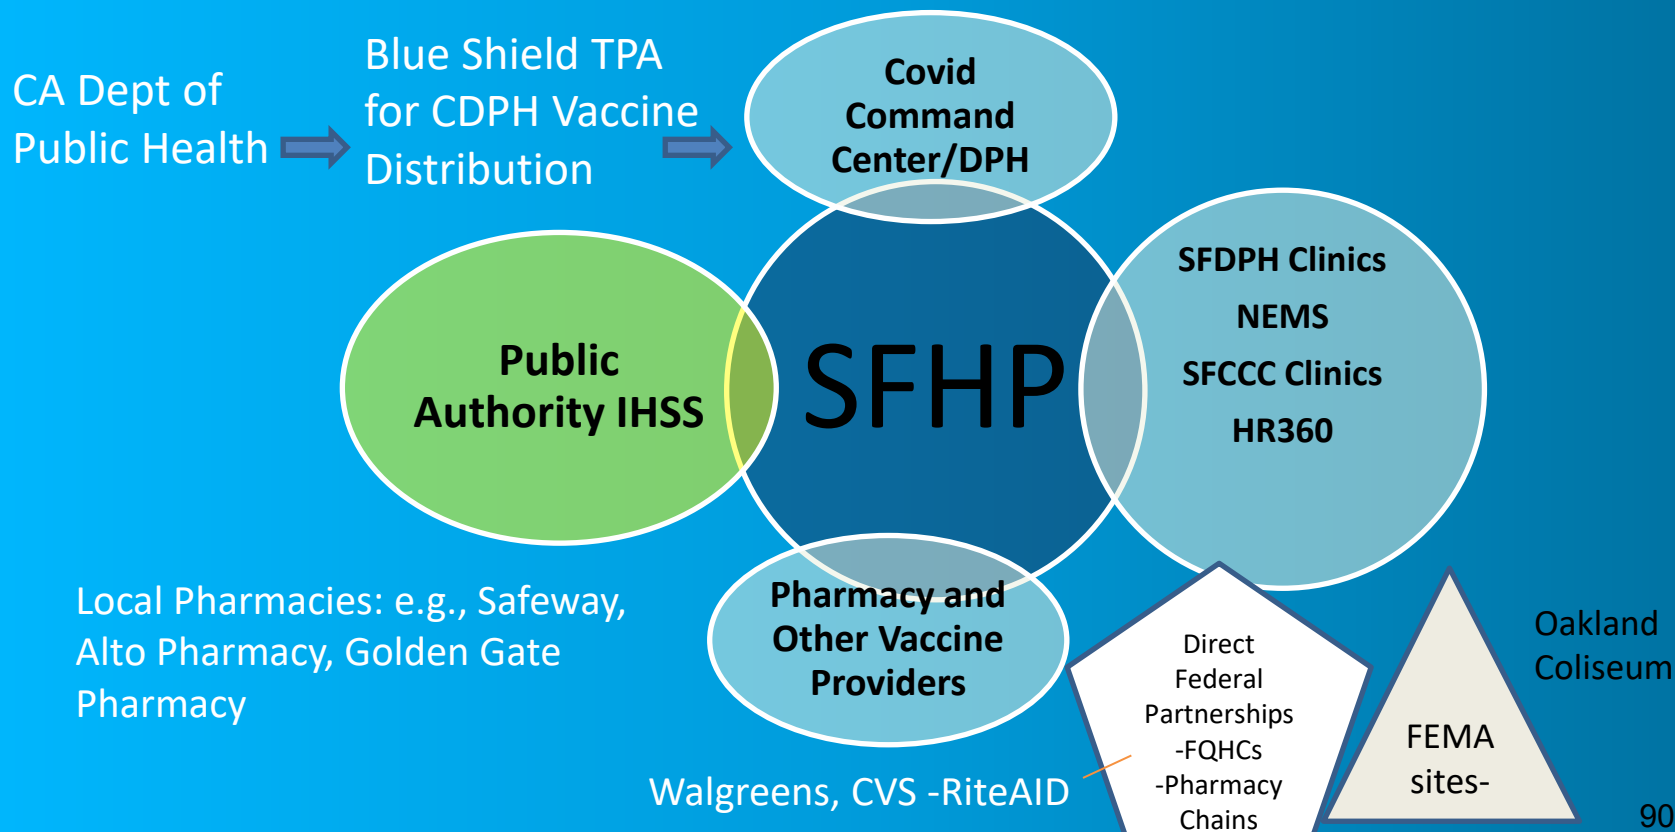 CA Dept of
Public Health
Blue Shield TPA
for CDPH Vaccine
Distribution
Covid
Command
Center/DPH
Public
Authority IHSS
SFHP
SFDPH Clinics
NEMS
SFCCC Clinics
HR360
Local Pharmacies: e.g., Safeway,
Alto Pharmacy, Golden Gate
Pharmacy
Pharmacy and
Other Vaccine
Providers
Walgreens, CVS -RiteAID
Direct
Federal
Partnerships
-FQHCs
-Pharmacy
Chains
FEMA
sites-
Oakland
Coliseum
90